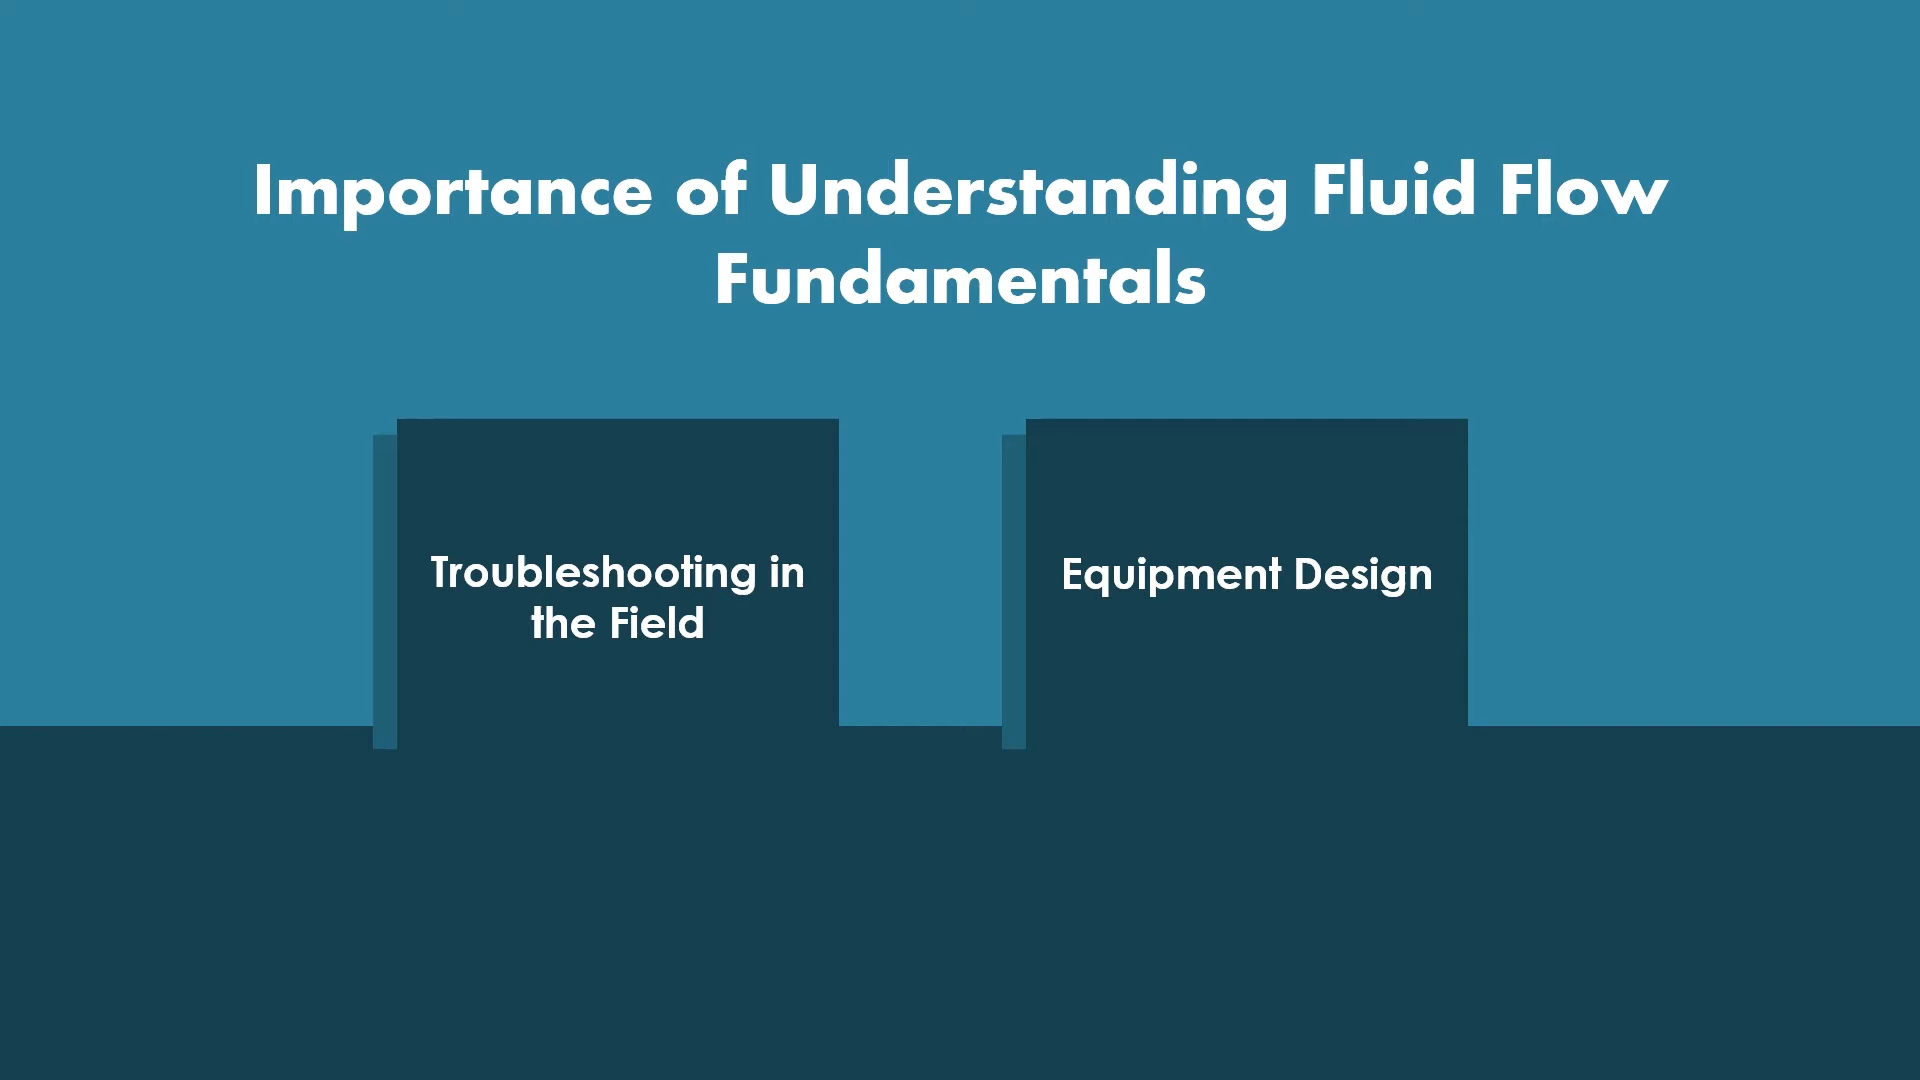 Importance of Understanding Fluid Flow
Fundamentals
Troubleshooting in
the Field
Equipment Design